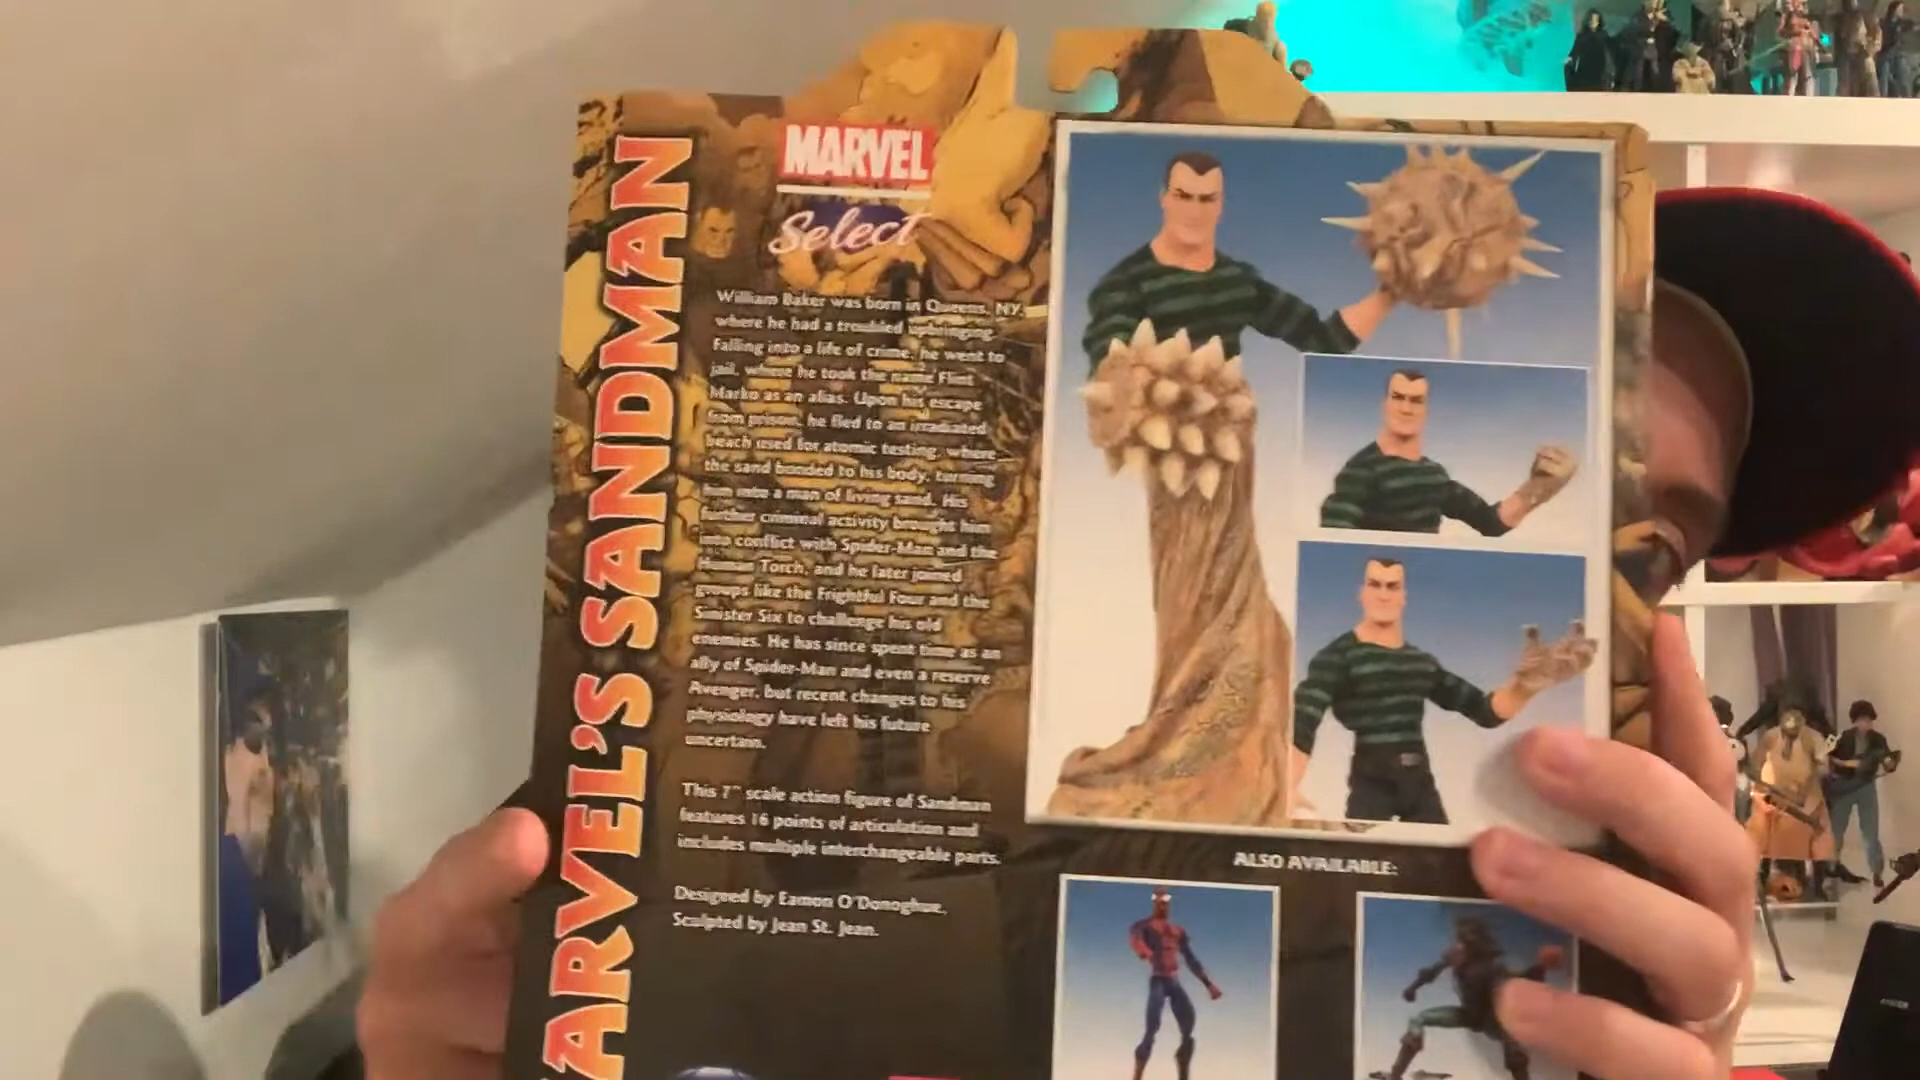 MARVEL'S SANDMAN
MARVEL
Select
William Baker was born in Queens, NY,
where he had a troubled upbringing.
Falling into a life of crime, he went to
jail, where he took the name Flint
Marko as an alias. Upon his escape
from prison, he fled to an irradiated
beach used for atomic testing, where
the sand bonded to his body, turning
him into a man of living sand. His
further criminal activity brought him
into conflict with Spider-Man and the
Human Torch, and he later joined
groups like the Frightful Four and the
Sinister Six to challenge his old
enemies. He has since spent time as an
ally of Spider-Man and even a reserve
Avenger, but recent changes to his
physiology have left his future
uncertain.
This 7" scale action figure of Sandman
features 16 points of articulation and
includes multiple interchangeable parts.
Designed by Eamon O'Donoghue.
Sculpted by Jean St. Jean.
ALSO AVAILABLE: